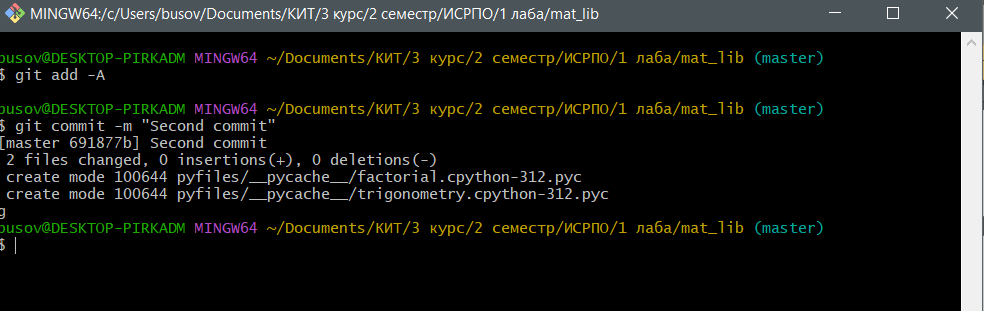 MINGW64:/c/Users/busov/Documents/КИТ/3 курс/2 семестр/ИСРПО/1 лаба/mat_lib
busov@DESKTOP-PIRKADM MINGW64 ~/Documents/КИТ/3 курс/2 семестр/ИСРПО/1 лаба/mat_lib (master)
$ git add -A
busov@DESKTOP-PIRKADM MINGW64 ~/Documents/КИТ/3 курс/2 семестр/ИСРПО/1 лаба/mat_lib (master)
$ git commit -m "Second commit"
[master 691877b] Second commit
2 files changed, 0 insertions(+), 0 deletions(-)
create mode 100644 pyfiles/__pycache__/factorial.cpython-312.pyc
create mode 100644 pyfiles/__pycache__/trigonometry.cpython-312.pyc
g
busov@DESKTOP-PIRKADM MINGW64 ~/Documents/КИТ/3 курс/2 семестр/ИСРПО/1 лаба/mat_lib (master)
$